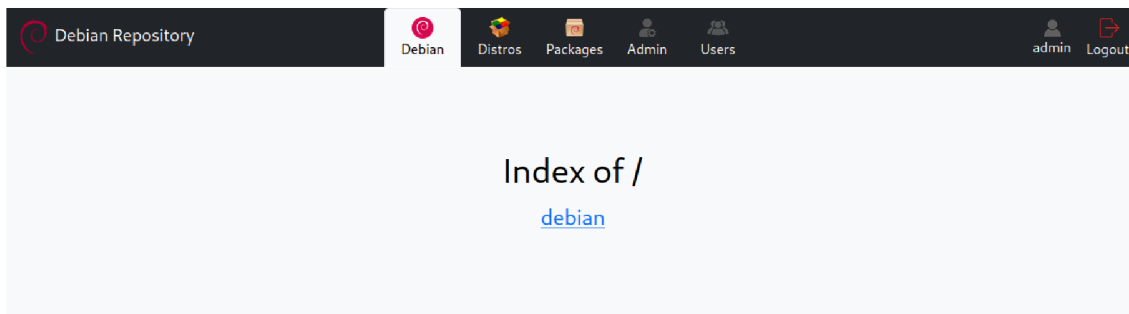 Debian Repository
Debian
Distros
Packages
Admin
Users
admin
Logout
Index of /
debian